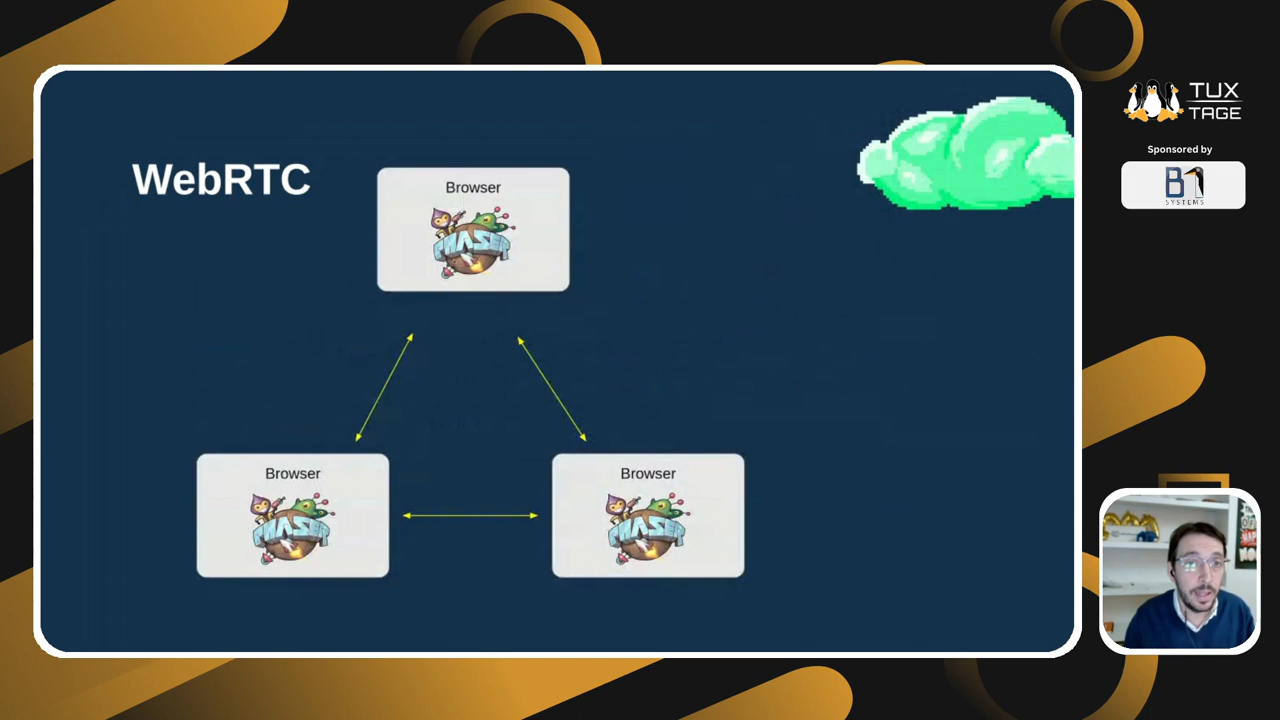 WebRTC
Browser
PHASER
Browser
PHASER
Browser
PHASER
TUX
TAGE
Sponsored by
B1
SYSTEMS